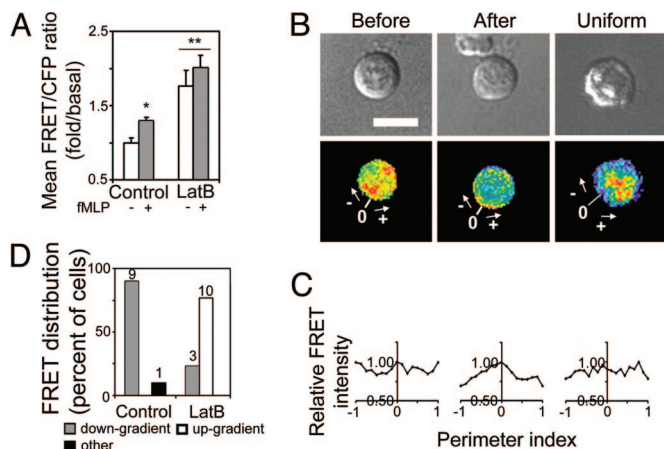 A
Mean FRET/CFP ratio
(fold/basal)
2.5
1.5
0.5
*
**
Control LatB
fMLP - + - +
B
Before After Uniform
- 0 + - 0 + - 0 +
D
FRET distribution
(percent of cells)
100
50
0
9
1
3
10
Control LatB
down-gradient up-gradient
other
C
Relative FRET
intensity
1.00 1.00 1.00
0.50 0.50 0.50
-1 0 1 -1 0 1 -1 0 1
Perimeter index